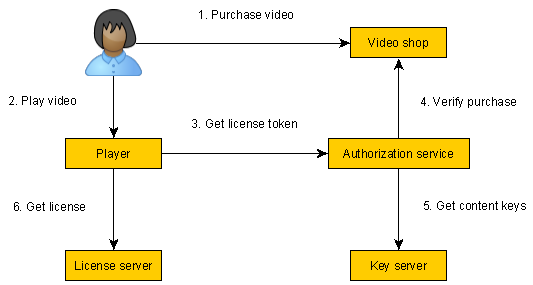 1. Purchase video
Video shop
2. Play video
4. Verify purchase
3. Get license token
Player
Authorization service
6. Get license
5. Get content keys
License server
Key server